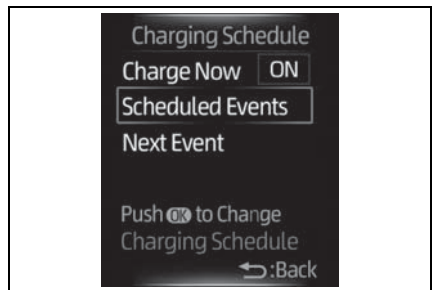 Charging Schedule
Charge Now ON
Scheduled Events
Next Event
Push OK to Change
Charging Schedule
:Back